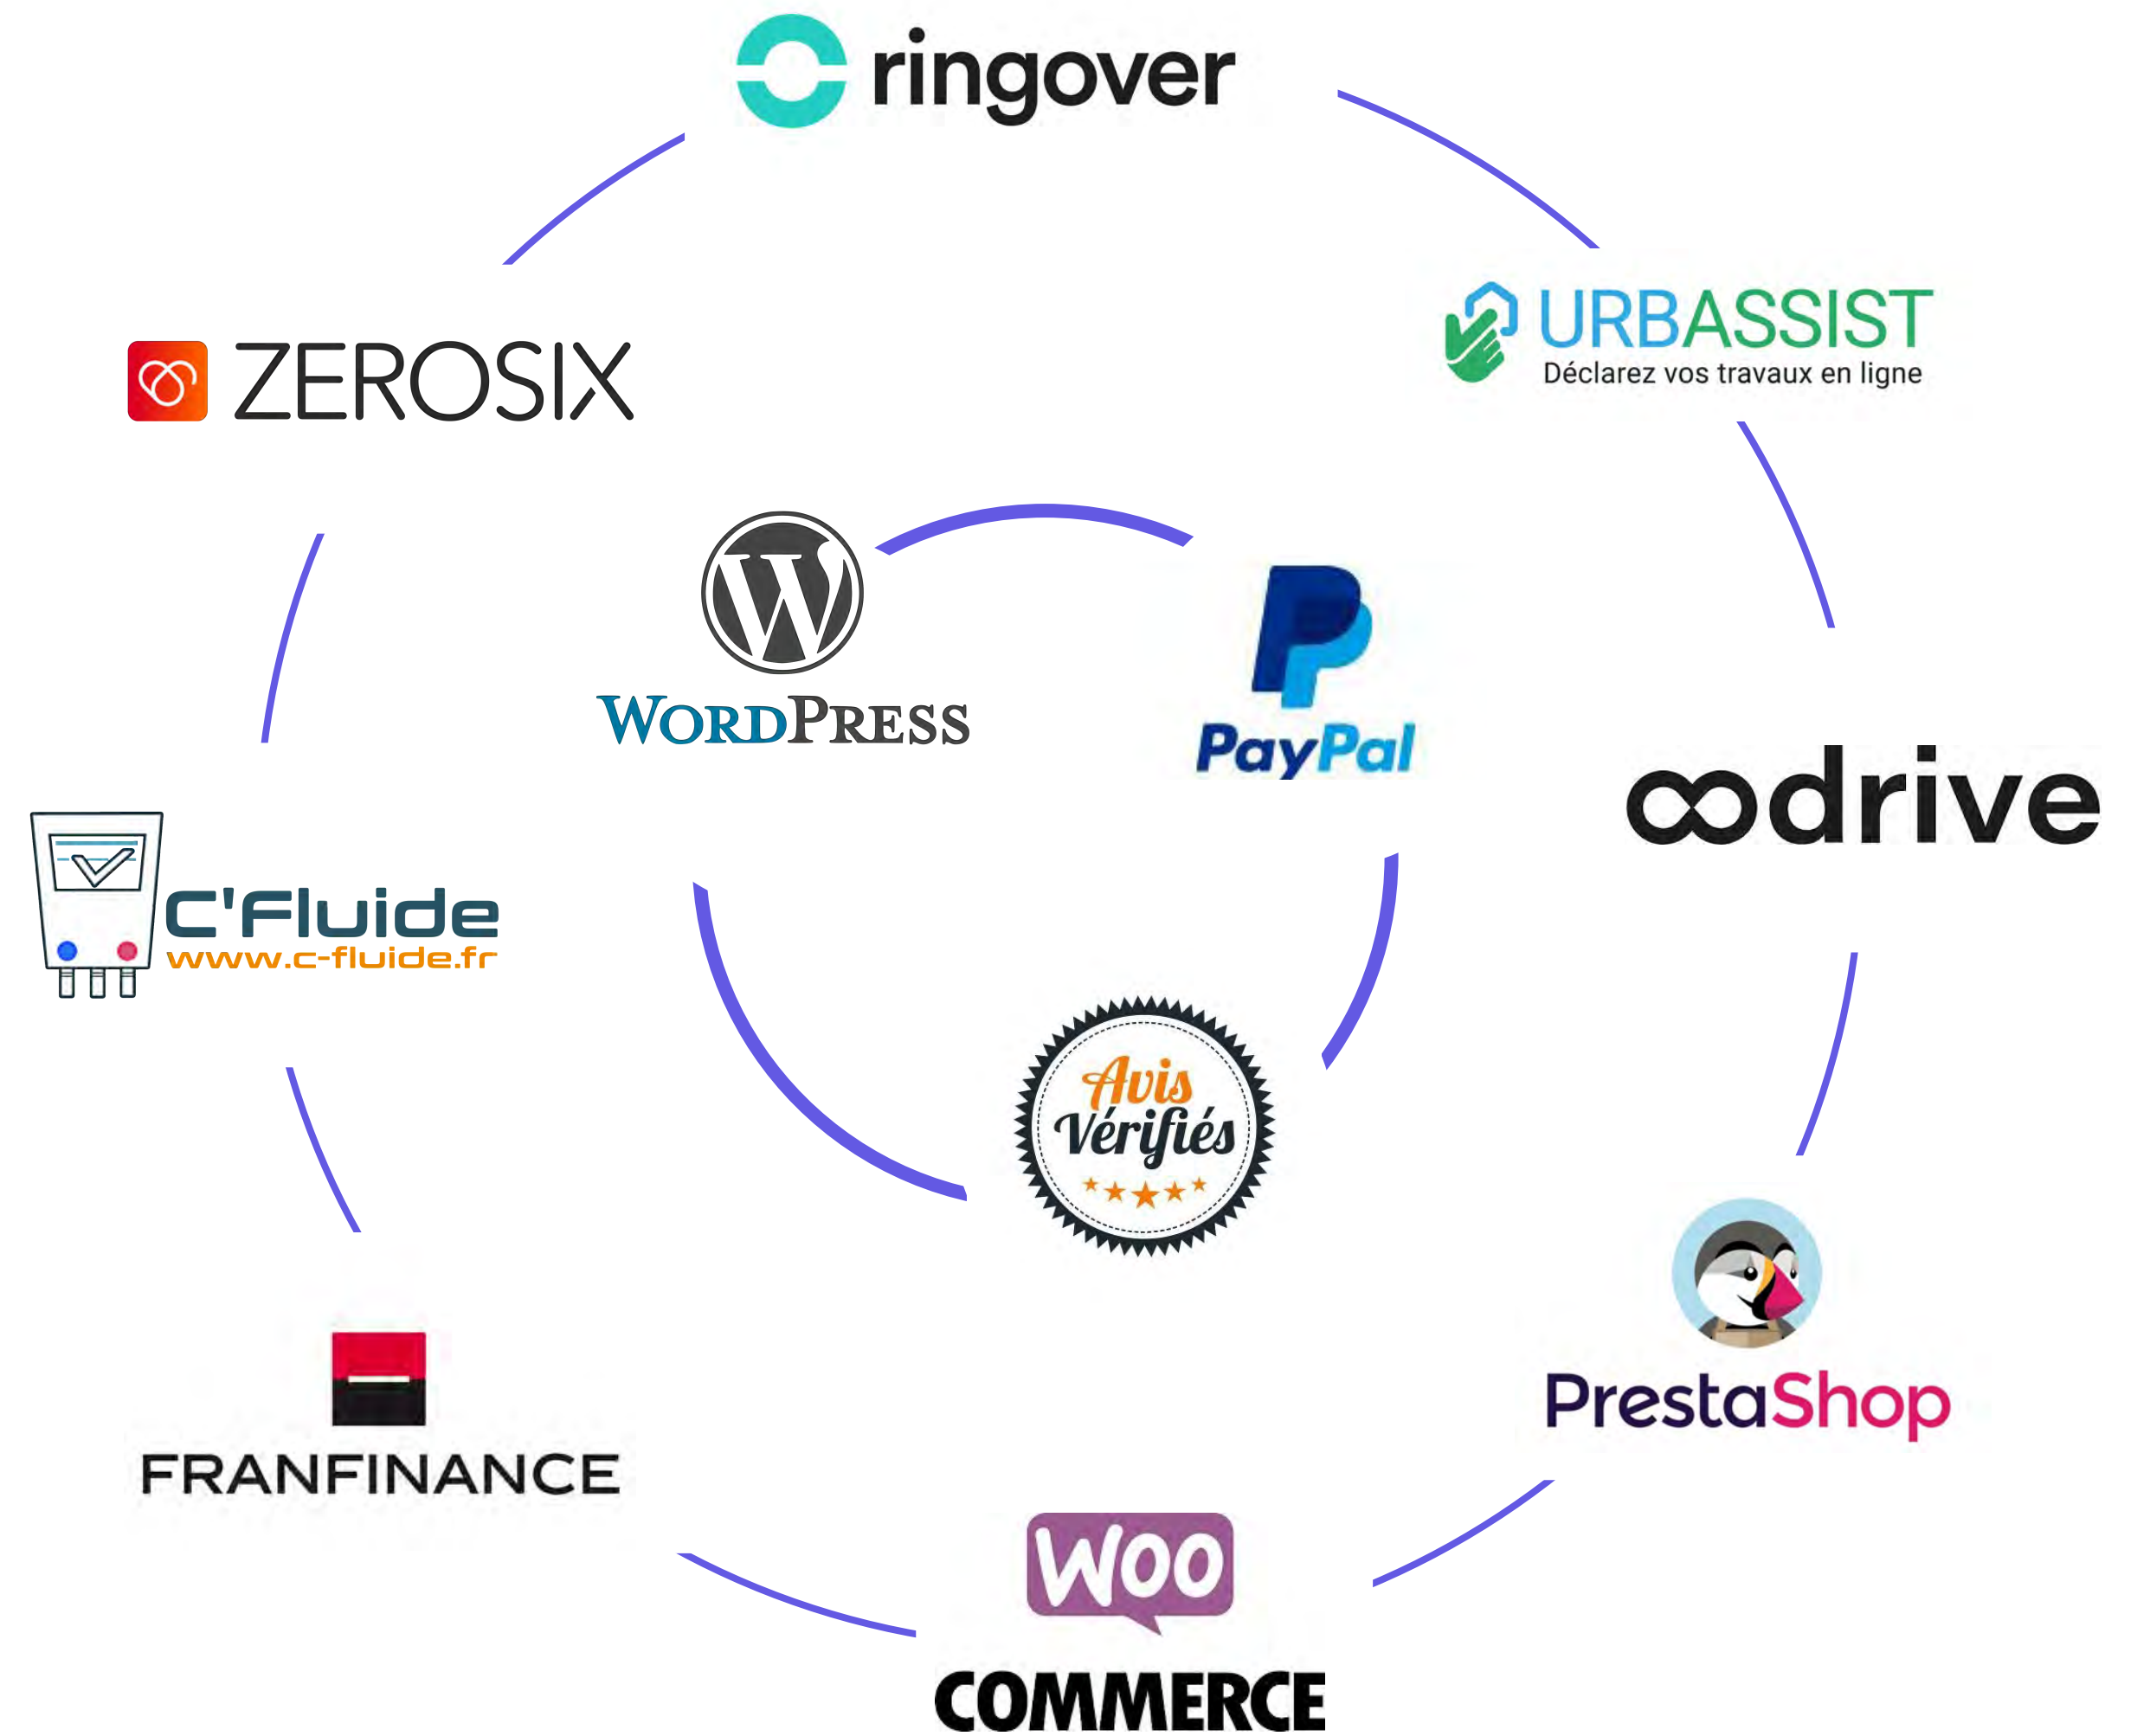 ringover
URBASSIST
Déclarez vos travaux en ligne
ZEROSIX
WORDPRESS
PayPal
oodrive
C'Fluide
www.c-fluide.fr
Avis
Vérifiés
PrestaShop
FRANFINANCE
WOO
COMMERCE